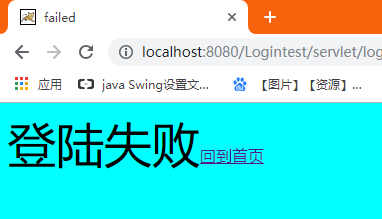 failed
localhost:8080/Logintest/servlet/log
应用
java Swing设置文...
【图片】【资源】...
登陆失败回到首页